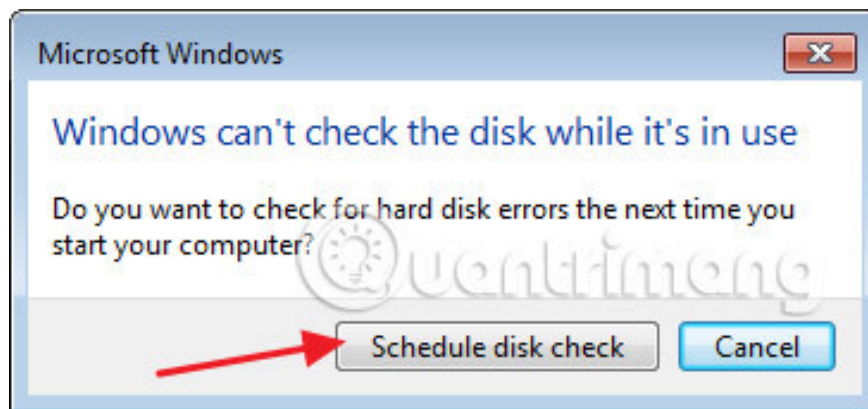 Microsoft Windows
Windows can't check the disk while it's in use
Do you want to check for hard disk errors the next time you
start your computer?
Quantrimang
Schedule disk check
Cancel